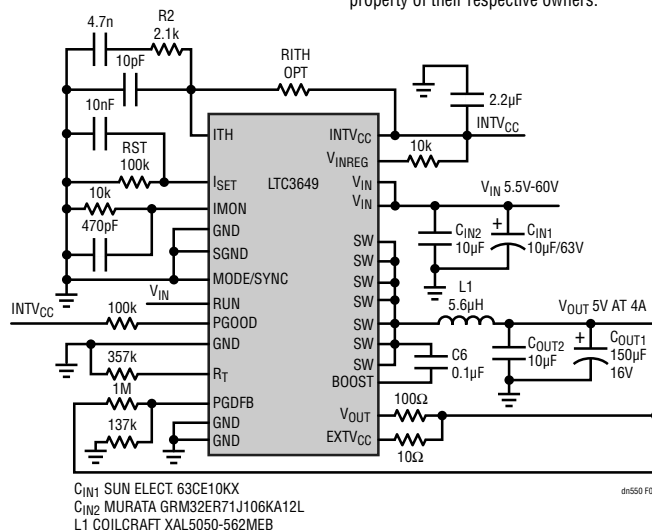 property of their respective owners.
4.7n
R2
2.1k
10pF
RITH
OPT
10nF
2.2µF
INTVCC
ITH
INTVCC
10k
RST
100k
VINREG
ISET
LTC3649
VIN
VIN
VIN 5.5V-60V
10k
IMON
470pF
GND
CIN2
10µF
+
CIN1
10µF/63V
SGND
SW
SW
SW
SW
SW
SW
SW
MODE/SYNC
VIN
RUN
L1
5.6µH
VOUT 5V AT 4A
INTVCC
100k
PGOOD
GND
COUT2
10µF
+
COUT1
150µF
16V
357k
RT
C6
0.1µF
BOOST
1M
PGDFB
100Ω
VOUT
137k
GND
GND
EXTVCC
10Ω
dn550 F0
CIN1 SUN ELECT. 63CE10KX
CIN2 MURATA GRM32ER71J106KA12L
L1 COILCRAFT XAL5050-562MEB